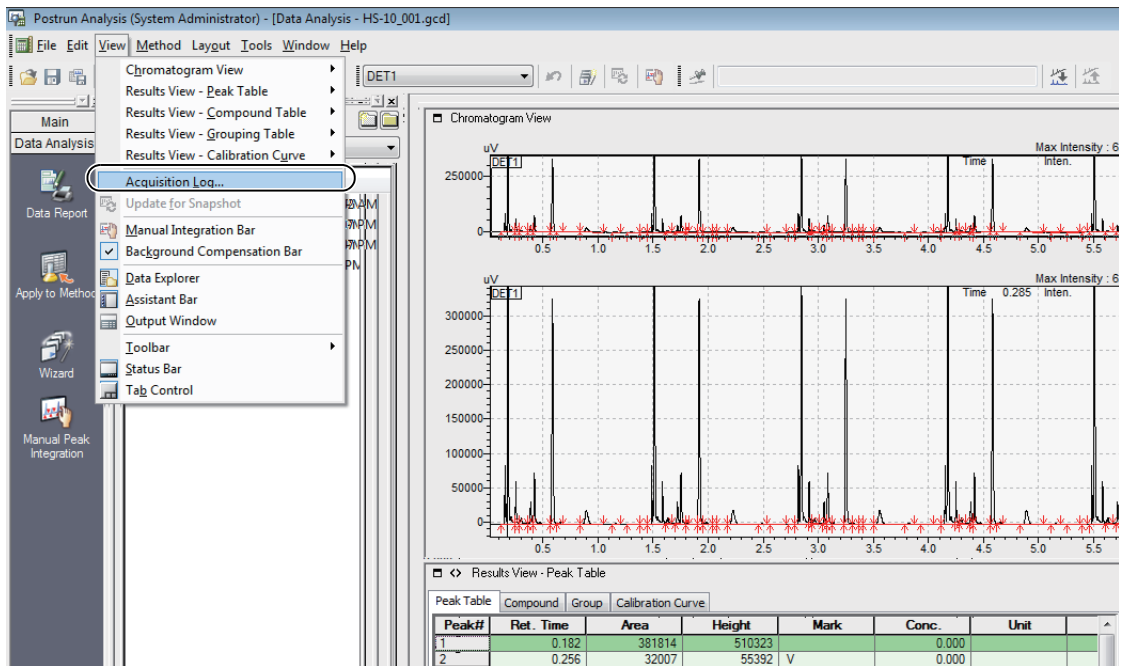 Postrun Analysis (System Administrator) - [Data Analysis - HS-10_001.gcd]
File Edit View Method Layout Tools Window Help
DET1
Main
Data Analysis
Data Report
Apply to Method
Wizard
Manual Peak
Integration
Chromatogram View
Results View - Peak Table
Results View - Compound Table
Results View - Grouping Table
Results View - Calibration Curve
Acquisition Log...
Update for Snapshot
Manual Integration Bar
Background Compensation Bar
Data Explorer
Assistant Bar
Output Window
Toolbar
Status Bar
Tab Control
AM
PM
PM
Chromatogram View
uV Max Intensity : 6
DET1 Time Inten.
250000
0
0.5 1.0 1.5 2.0 2.5 3.0 3.5 4.0 4.5 5.0 5.5
uV Max Intensity : 6
DET1 Time 0.285 Inten.
300000
250000
200000
150000
100000
50000
0
0.5 1.0 1.5 2.0 2.5 3.0 3.5 4.0 4.5 5.0 5.5
Results View - Peak Table
Peak Table Compound Group Calibration Curve
Peak# Ret. Time Area Height Mark Conc. Unit
1 0.182 381814 510323 0.000
2 0.256 32007 55392 V 0.000